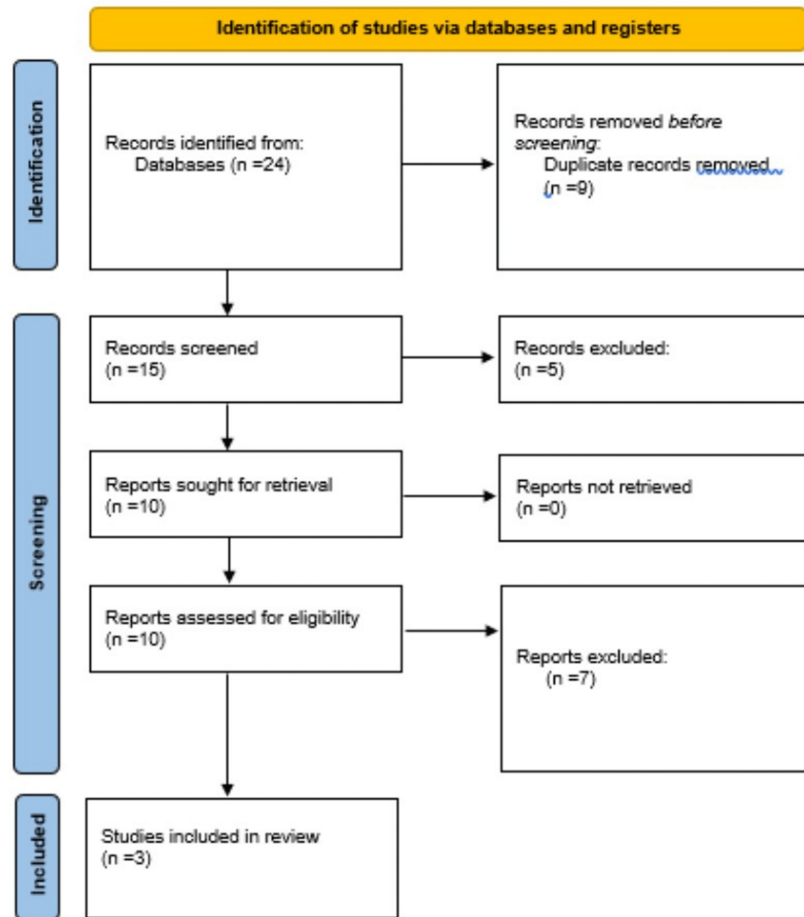 Identification of studies via databases and registers
Identification
Records identified from:
Databases (n =24)
Records removed before
screening:
Duplicate records removed
(n =9)
Screening
Records screened
(n =15)
Records excluded:
(n =5)
Reports sought for retrieval
(n =10)
Reports not retrieved
(n =0)
Reports assessed for eligibility
(n =10)
Reports excluded:
(n =7)
Included
Studies included in review
(n =3)